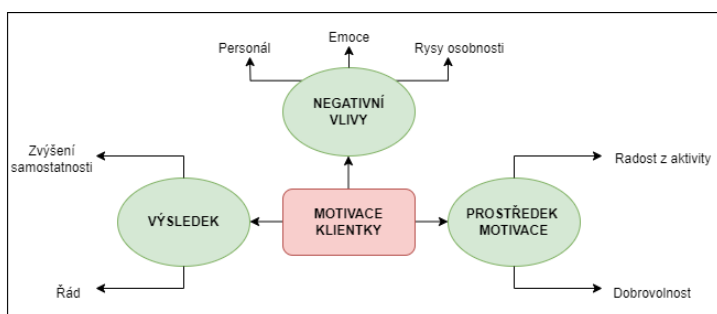 Emoce
Personál
Rysy osobnosti
NEGATIVNÍ
VLIVY
Zvýšení
samostatnosti
Radost z aktivity
VÝSLEDEK
MOTIVACE
KLIENTKY
PROSTŘEDEK
MOTIVACE
Řád
Dobrovolnost